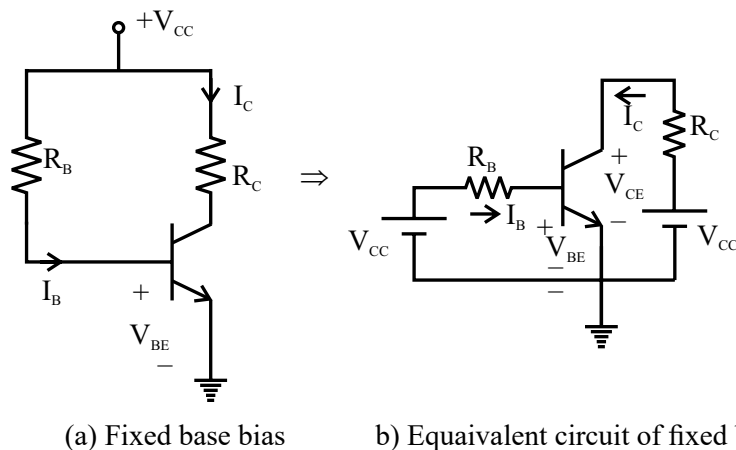 +V_CC
I_C
R_B
R_C
I_B
+
V_BE
–
⇒
I_C
R_C
R_B
+
V_CE
–
I_B
+
V_BE
–
–
V_CC
V_CC
(a) Fixed base bias
b) Equaivalent circuit of fixed